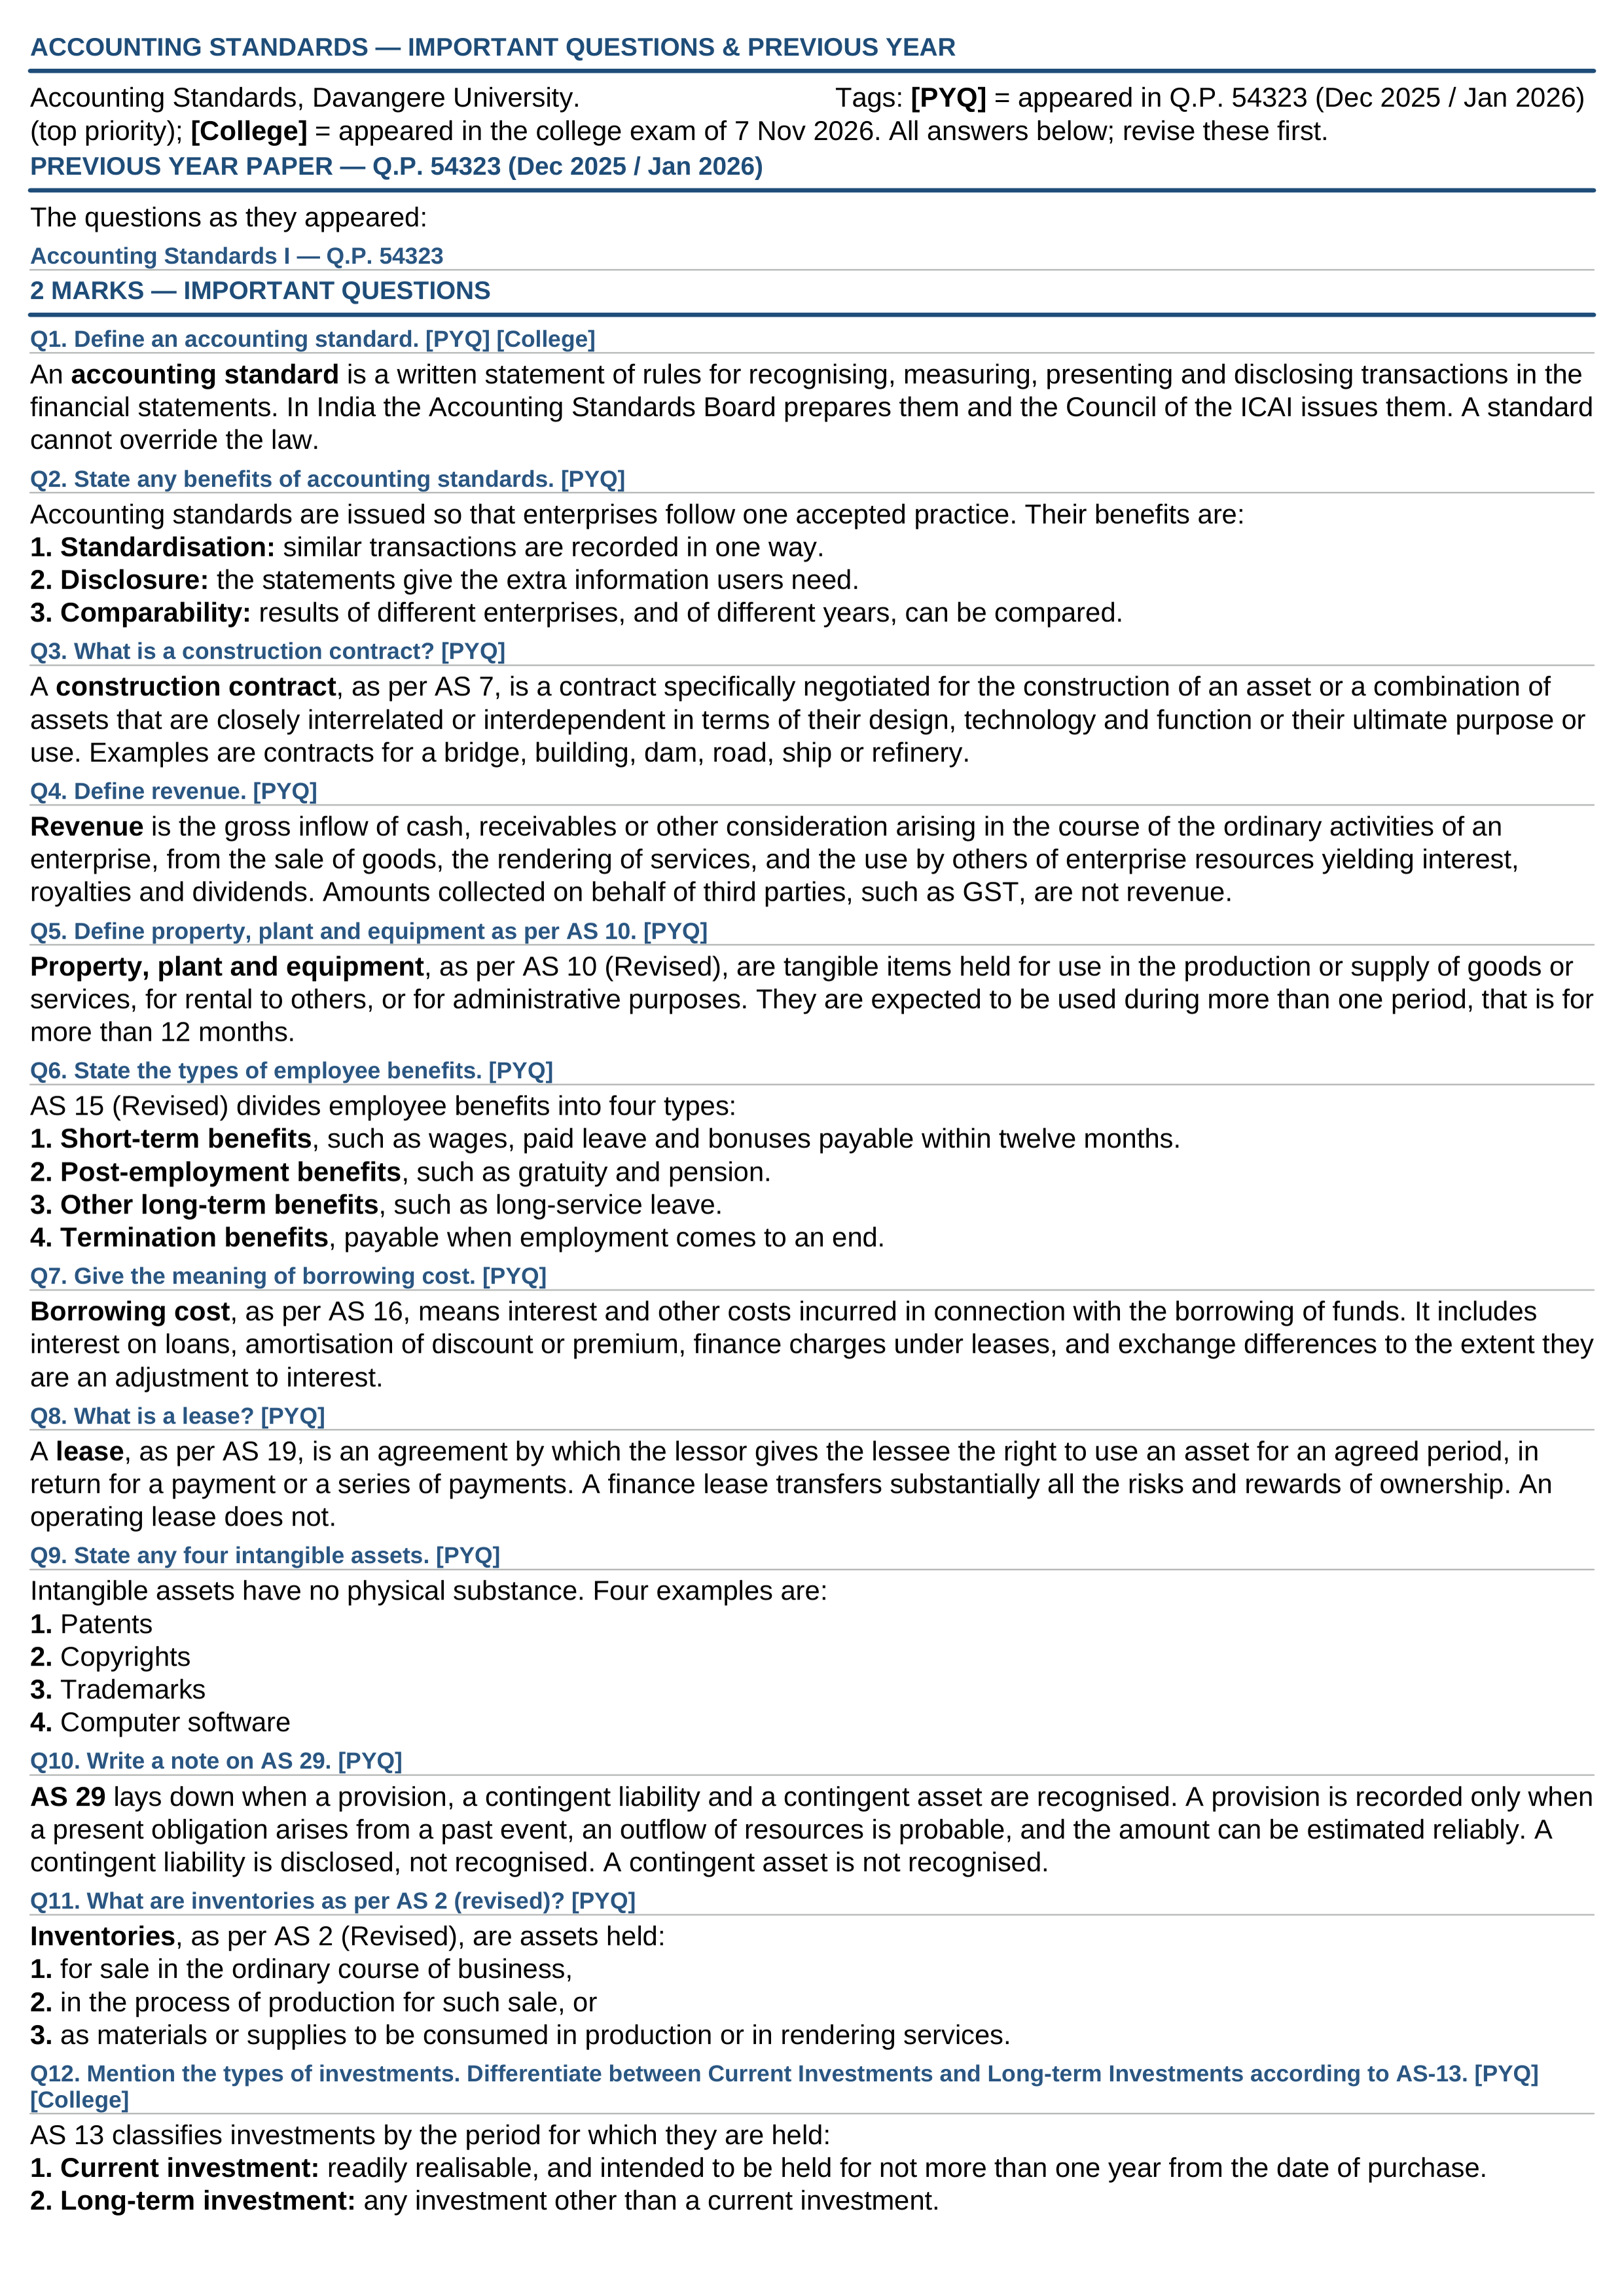 ACCOUNTING STANDARDS — IMPORTANT QUESTIONS & PREVIOUS YEAR
Accounting Standards, Davangere University. Tags: [PYQ] = appeared in Q.P. 54323 (Dec 2025 / Jan 2026)
(top priority); [College] = appeared in the college exam of 7 Nov 2026. All answers below; revise these first.
PREVIOUS YEAR PAPER — Q.P. 54323 (Dec 2025 / Jan 2026)
The questions as they appeared:
Accounting Standards I — Q.P. 54323
2 MARKS — IMPORTANT QUESTIONS
Q1. Define an accounting standard. [PYQ] [College]
An accounting standard is a written statement of rules for recognising, measuring, presenting and disclosing transactions in the
financial statements. In India the Accounting Standards Board prepares them and the Council of the ICAI issues them. A standard
cannot override the law.
Q2. State any benefits of accounting standards. [PYQ]
Accounting standards are issued so that enterprises follow one accepted practice. Their benefits are:
1. Standardisation: similar transactions are recorded in one way.
2. Disclosure: the statements give the extra information users need.
3. Comparability: results of different enterprises, and of different years, can be compared.
Q3. What is a construction contract? [PYQ]
A construction contract, as per AS 7, is a contract specifically negotiated for the construction of an asset or a combination of
assets that are closely interrelated or interdependent in terms of their design, technology and function or their ultimate purpose or
use. Examples are contracts for a bridge, building, dam, road, ship or refinery.
Q4. Define revenue. [PYQ]
Revenue is the gross inflow of cash, receivables or other consideration arising in the course of the ordinary activities of an
enterprise, from the sale of goods, the rendering of services, and the use by others of enterprise resources yielding interest,
royalties and dividends. Amounts collected on behalf of third parties, such as GST, are not revenue.
Q5. Define property, plant and equipment as per AS 10. [PYQ]
Property, plant and equipment, as per AS 10 (Revised), are tangible items held for use in the production or supply of goods or
services, for rental to others, or for administrative purposes. They are expected to be used during more than one period, that is for
more than 12 months.
Q6. State the types of employee benefits. [PYQ]
AS 15 (Revised) divides employee benefits into four types:
1. Short-term benefits, such as wages, paid leave and bonuses payable within twelve months.
2. Post-employment benefits, such as gratuity and pension.
3. Other long-term benefits, such as long-service leave.
4. Termination benefits, payable when employment comes to an end.
Q7. Give the meaning of borrowing cost. [PYQ]
Borrowing cost, as per AS 16, means interest and other costs incurred in connection with the borrowing of funds. It includes
interest on loans, amortisation of discount or premium, finance charges under leases, and exchange differences to the extent they
are an adjustment to interest.
Q8. What is a lease? [PYQ]
A lease, as per AS 19, is an agreement by which the lessor gives the lessee the right to use an asset for an agreed period, in
return for a payment or a series of payments. A finance lease transfers substantially all the risks and rewards of ownership. An
operating lease does not.
Q9. State any four intangible assets. [PYQ]
Intangible assets have no physical substance. Four examples are:
1. Patents
2. Copyrights
3. Trademarks
4. Computer software
Q10. Write a note on AS 29. [PYQ]
AS 29 lays down when a provision, a contingent liability and a contingent asset are recognised. A provision is recorded only when
a present obligation arises from a past event, an outflow of resources is probable, and the amount can be estimated reliably. A
contingent liability is disclosed, not recognised. A contingent asset is not recognised.
Q11. What are inventories as per AS 2 (revised)? [PYQ]
Inventories, as per AS 2 (Revised), are assets held:
1. for sale in the ordinary course of business,
2. in the process of production for such sale, or
3. as materials or supplies to be consumed in production or in rendering services.
Q12. Mention the types of investments. Differentiate between Current Investments and Long-term Investments according to AS-13. [PYQ]
[College]
AS 13 classifies investments by the period for which they are held:
1. Current investment: readily realisable, and intended to be held for not more than one year from the date of purchase.
2. Long-term investment: any investment other than a current investment.